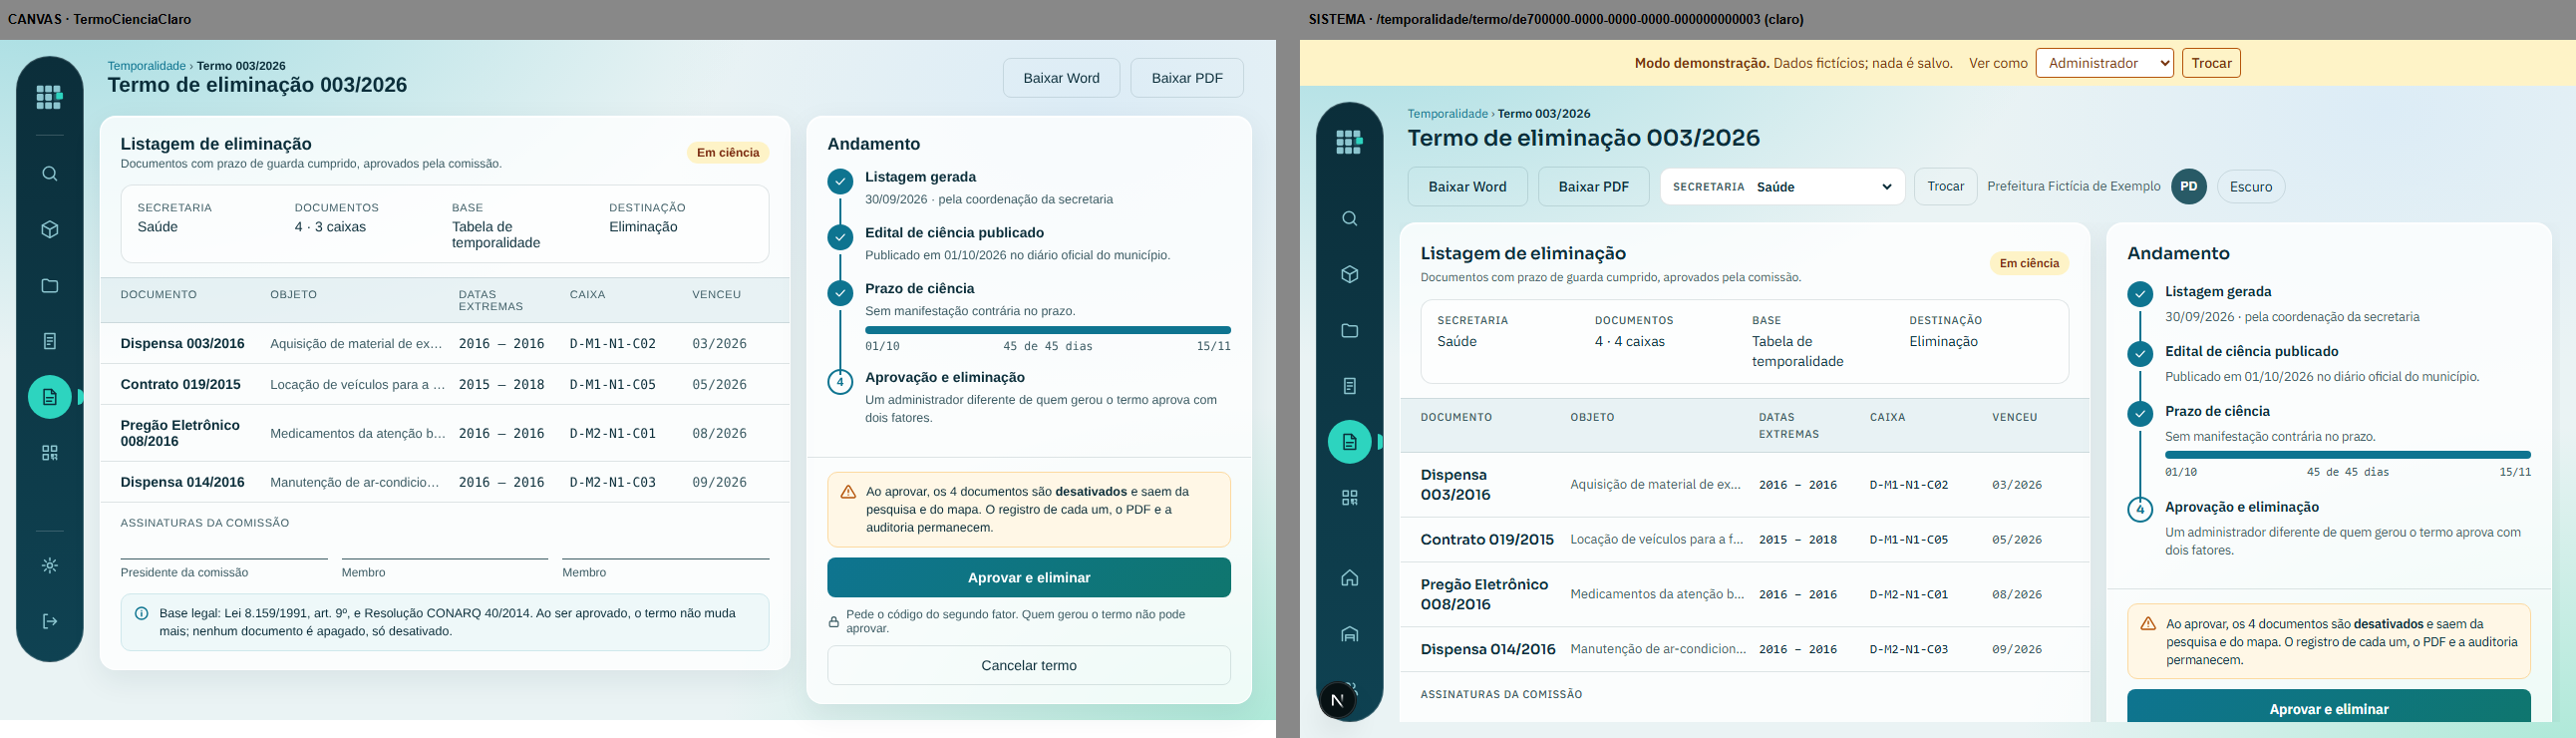 CANVAS · TermoCienciaClaro
Temporalidade › Termo 003/2026
Termo de eliminação 003/2026
Baixar Word
Baixar PDF
Listagem de eliminação
Documentos com prazo de guarda cumprido, aprovados pela comissão.
Em ciência
SECRETARIA
Saúde
DOCUMENTOS
4 · 3 caixas
BASE
Tabela de
temporalidade
DESTINAÇÃO
Eliminação
DOCUMENTO OBJETO DATAS EXTREMAS CAIXA VENCEU
Dispensa 003/2016 Aquisição de material de ex… 2016 – 2016 D-M1-N1-C02 03/2026
Contrato 019/2015 Locação de veículos para a … 2015 – 2018 D-M1-N1-C05 05/2026
Pregão Eletrônico 008/2016 Medicamentos da atenção b… 2016 – 2016 D-M2-N1-C01 08/2026
Dispensa 014/2016 Manutenção de ar-condicio… 2016 – 2016 D-M2-N1-C03 09/2026
ASSINATURAS DA COMISSÃO
Presidente da comissão
Membro
Membro
Base legal: Lei 8.159/1991, art. 9º, e Resolução CONARQ 40/2014. Ao ser aprovado, o termo não muda
mais; nenhum documento é apagado, só desativado.
Andamento
Listagem gerada
30/09/2026 · pela coordenação da secretaria
Edital de ciência publicado
Publicado em 01/10/2026 no diário oficial do município.
Prazo de ciência
Sem manifestação contrária no prazo.
01/10 45 de 45 dias 15/11
4 Aprovação e eliminação
Um administrador diferente de quem gerou o termo aprova com
dois fatores.
Ao aprovar, os 4 documentos são desativados e saem da
pesquisa e do mapa. O registro de cada um, o PDF e a
auditoria permanecem.
Aprovar e eliminar
Pede o código do segundo fator. Quem gerou o termo não pode
aprovar.
Cancelar termo
SISTEMA · /temporalidade/termo/de700000-0000-0000-0000-000000000003 (claro)
Modo demonstração. Dados fictícios; nada é salvo. Ver como Administrador Trocar
Temporalidade › Termo 003/2026
Termo de eliminação 003/2026
Baixar Word
Baixar PDF
SECRETARIA Saúde
Trocar
Prefeitura Fictícia de Exemplo
PD
Escuro
Listagem de eliminação
Documentos com prazo de guarda cumprido, aprovados pela comissão.
Em ciência
SECRETARIA
Saúde
DOCUMENTOS
4 · 4 caixas
BASE
Tabela de
temporalidade
DESTINAÇÃO
Eliminação
DOCUMENTO OBJETO DATAS EXTREMAS CAIXA VENCEU
Dispensa 003/2016 Aquisição de material de ex… 2016 – 2016 D-M1-N1-C02 03/2026
Contrato 019/2015 Locação de veículos para a f… 2015 – 2018 D-M1-N1-C05 05/2026
Pregão Eletrônico 008/2016 Medicamentos da atenção b… 2016 – 2016 D-M2-N1-C01 08/2026
Dispensa 014/2016 Manutenção de ar-condicion… 2016 – 2016 D-M2-N1-C03 09/2026
ASSINATURAS DA COMISSÃO
N
Andamento
Listagem gerada
30/09/2026 · pela coordenação da secretaria
Edital de ciência publicado
Publicado em 01/10/2026 no diário oficial do município.
Prazo de ciência
Sem manifestação contrária no prazo.
01/10 45 de 45 dias 15/11
4 Aprovação e eliminação
Um administrador diferente de quem gerou o termo aprova com
dois fatores.
Ao aprovar, os 4 documentos são desativados e saem da
pesquisa e do mapa. O registro de cada um, o PDF e a auditoria
permanecem.
Aprovar e eliminar